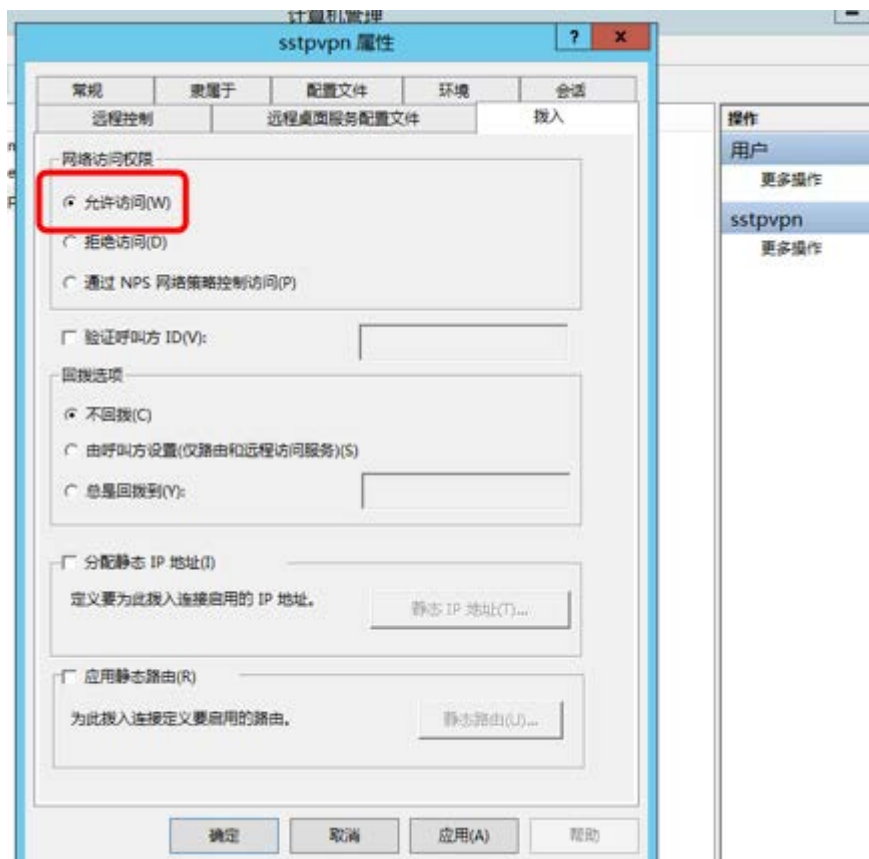 计算机管理
sstpvpn 属性
? x
常规 隶属于 配置文件 环境 会话
远程控制 远程桌面服务配置文件 拨入
操作
网络访问权限
用户
更多操作
允许访问(W)
sstpvpn
拒绝访问(D)
更多操作
通过 NPS 网络策略控制访问(P)
验证呼叫方 ID(V):
回拨选项
不回拨(C)
由呼叫方设置(仅路由和远程访问服务)(S)
总是回拨到(Y):
分配静态 IP 地址(I)
定义要为此拨入连接启用的 IP 地址。
静态 IP 地址(T)...
应用静态路由(R)
为此拨入连接定义要启用的路由。
静态路由(U)...
确定 取消 应用(A) 帮助